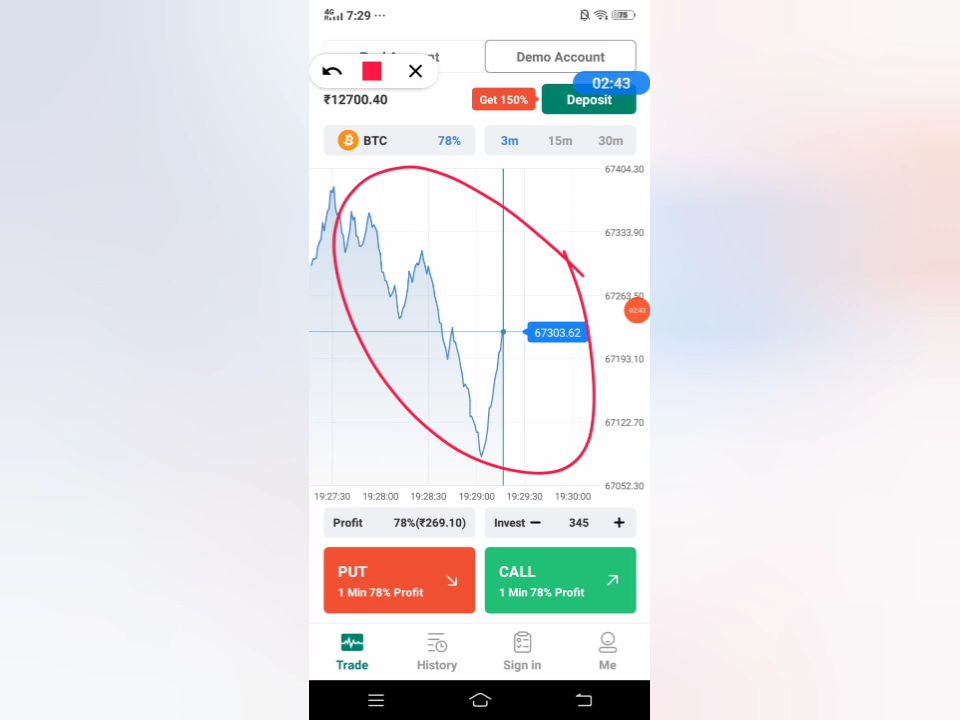 4G 7:29 ··· 75
Demo Account
02:43
₹12700.40 Get 150% Deposit
BTC 78% 3m 15m 30m
67404.30
67333.90
67263.50
02:43
67303.62
67193.10
67122.70
67052.30
19:27:30 19:28:00 19:28:30 19:29:00 19:29:30 19:30:00
Profit 78%(₹269.10) Invest − 345 +
PUT CALL
1 Min 78% Profit 1 Min 78% Profit
Trade History Sign in Me